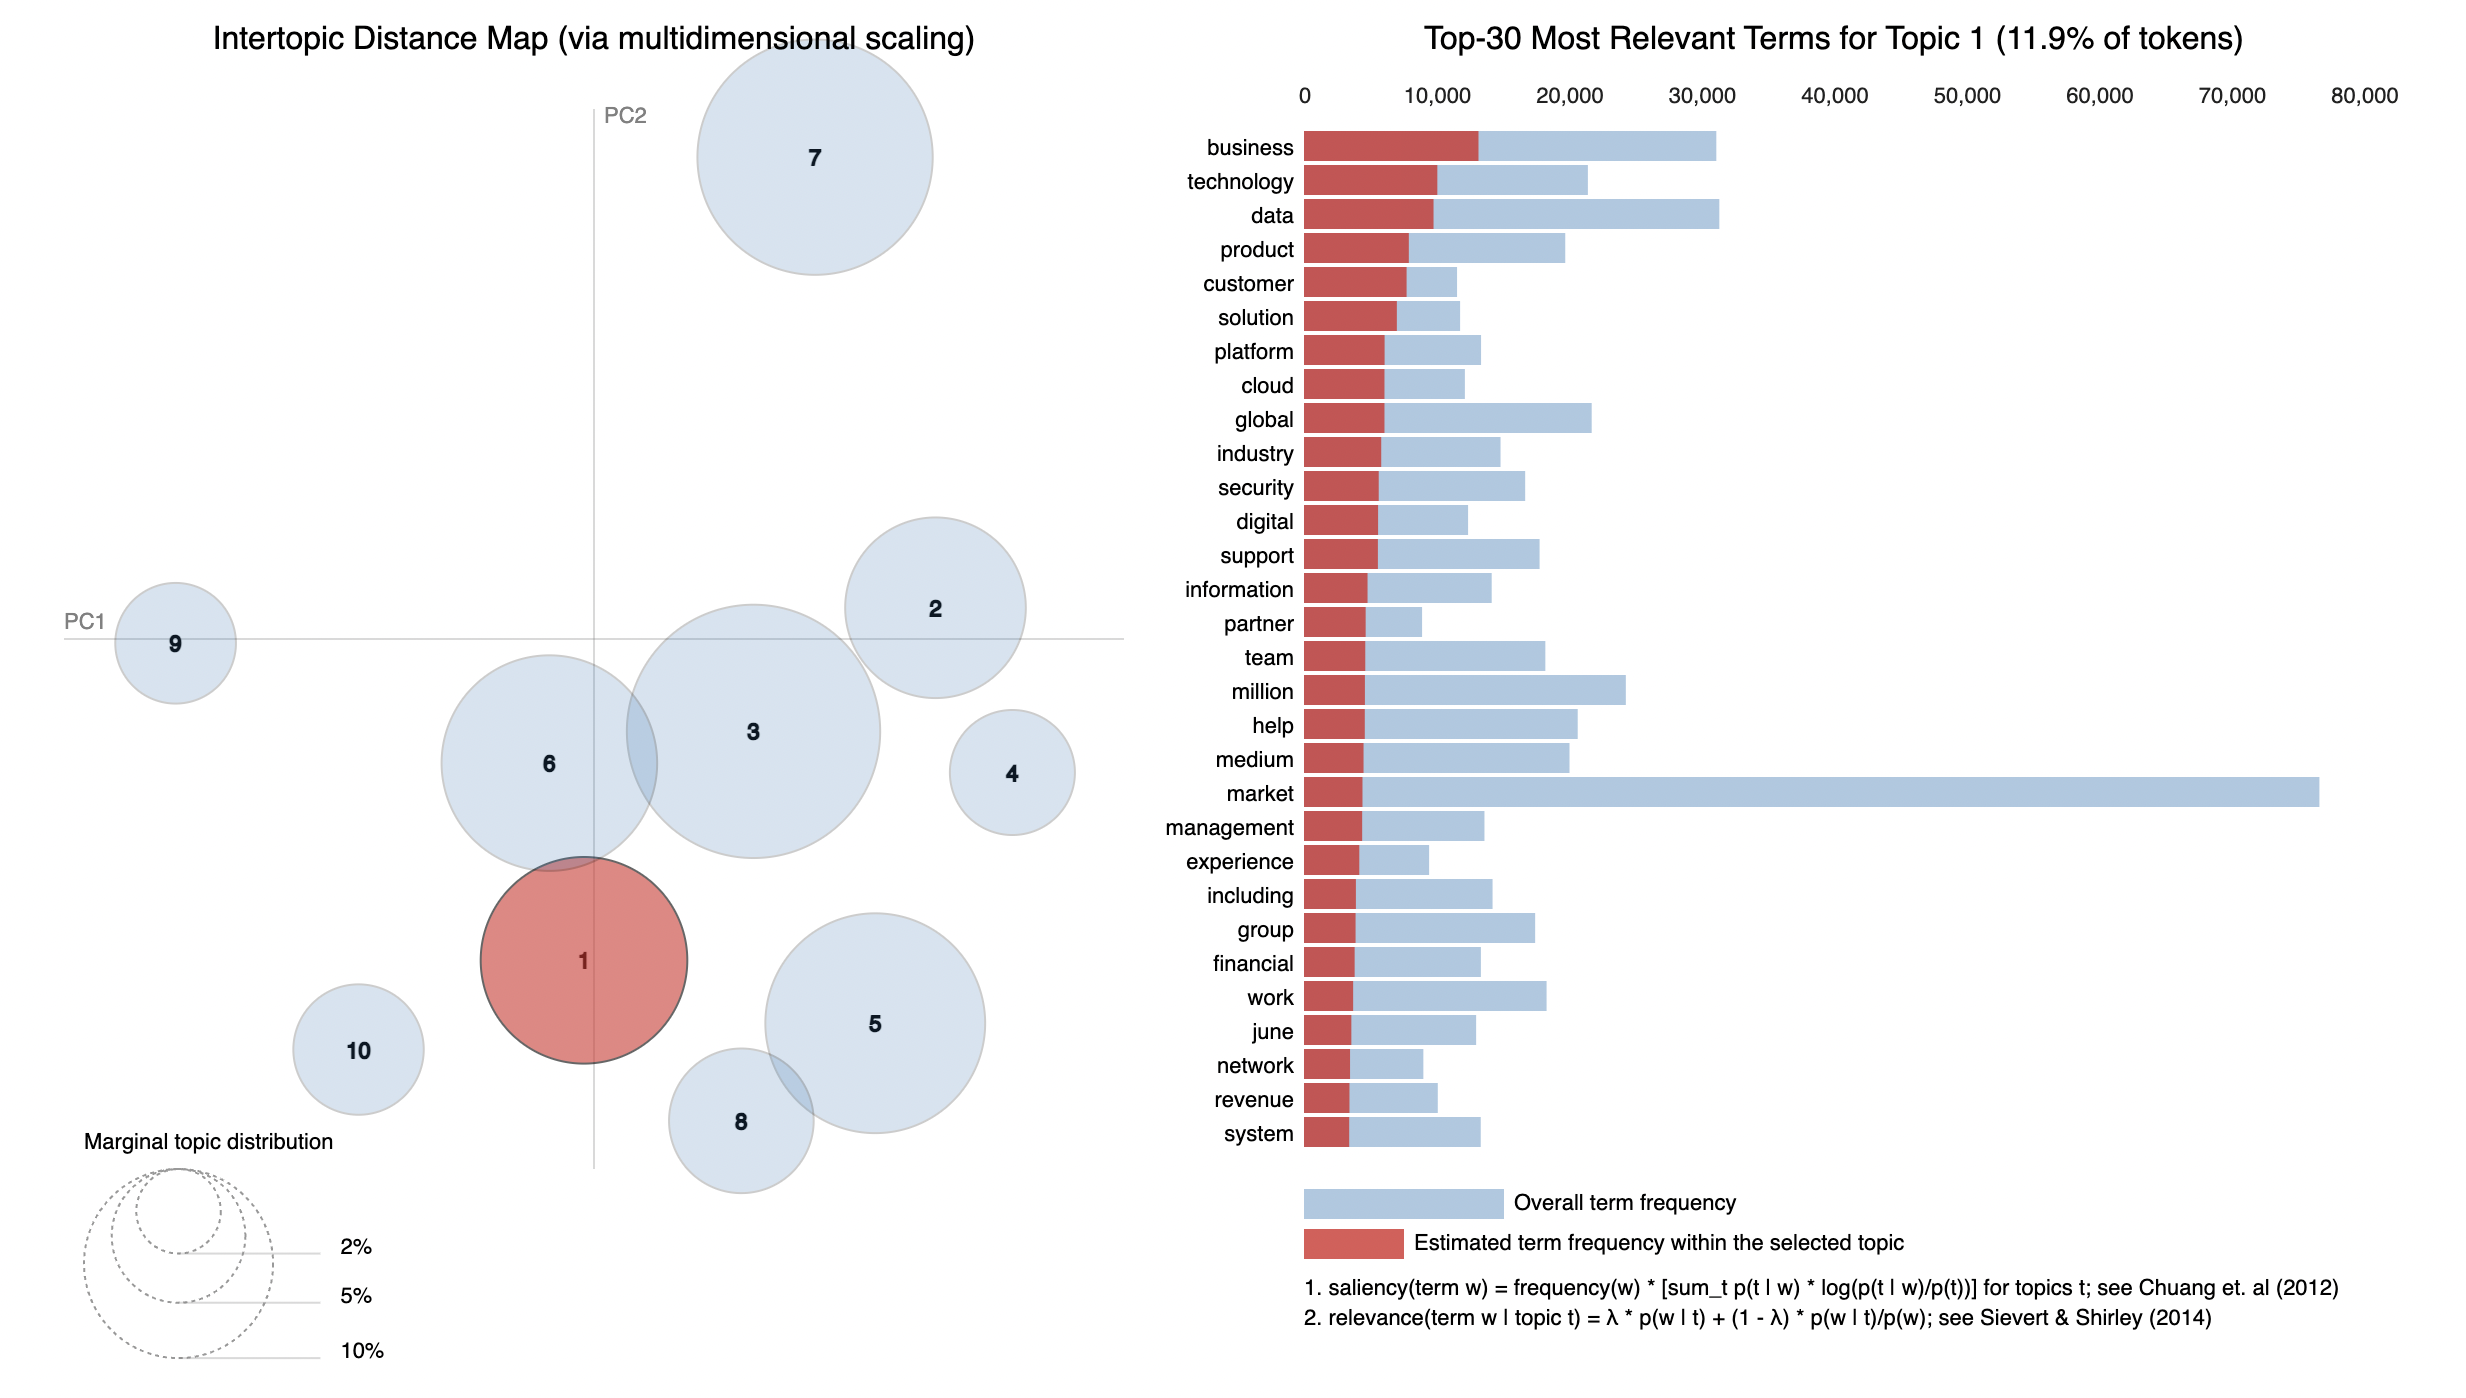 Intertopic Distance Map (via multidimensional scaling)
PC2
PC1
7
2
9
3
6
4
1
5
10
8
Marginal topic distribution
2%
5%
10%
Top-30 Most Relevant Terms for Topic 1 (11.9% of tokens)
0 10,000 20,000 30,000 40,000 50,000 60,000 70,000 80,000
business
technology
data
product
customer
solution
platform
cloud
global
industry
security
digital
support
information
partner
team
million
help
medium
market
management
experience
including
group
financial
work
june
network
revenue
system
Overall term frequency
Estimated term frequency within the selected topic
1. saliency(term w) = frequency(w) * [sum_t p(t | w) * log(p(t | w)/p(t))] for topics t; see Chuang et. al (2012)
2. relevance(term w | topic t) = λ * p(w | t) + (1 - λ) * p(w | t)/p(w); see Sievert & Shirley (2014)